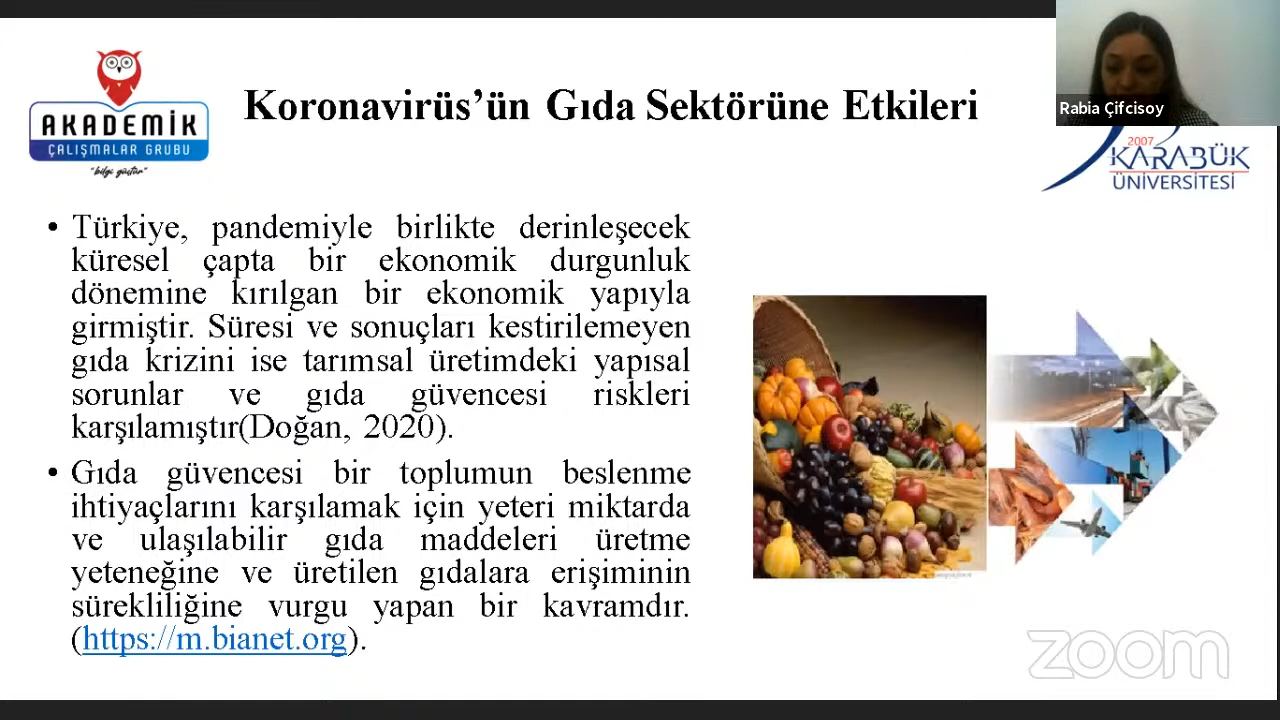 AKADEMİK
ÇALIŞMALAR GRUBU
"bilgi güçtür"
Koronavirüs’ün Gıda Sektörüne Etkileri
Rabia Çifcisoy
2007
KARABÜK
ÜNİVERSİTESİ
• Türkiye, pandemiyle birlikte derinleşecek
küresel çapta bir ekonomik durgunluk
dönemine kırılgan bir ekonomik yapıyla
girmiştir. Süresi ve sonuçları kestirilemeyen
gıda krizini ise tarımsal üretimdeki yapısal
sorunlar ve gıda güvencesi riskleri
karşılamıştır(Doğan, 2020).
• Gıda güvencesi bir toplumun beslenme
ihtiyaçlarını karşılamak için yeteri miktarda
ve ulaşılabilir gıda maddeleri üretme
yeteneğine ve üretilen gıdalara erişiminin
sürekliliğine vurgu yapan bir kavramdır.
(https://m.bianet.org).
zoom